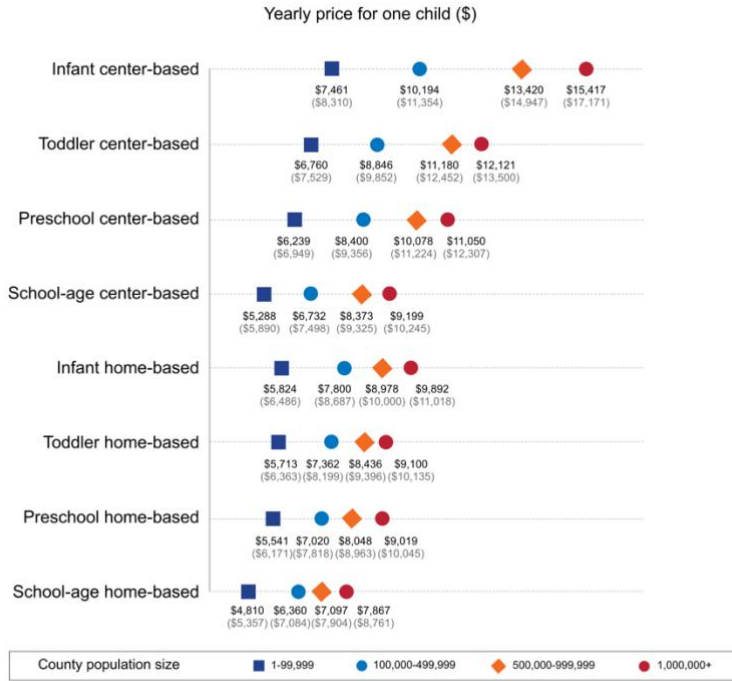 Yearly price for one child ($)
Infant center-based
$7,461 $10,194 $13,420 $15,417
($8,310) ($11,354) ($14,947) ($17,171)
Toddler center-based
$6,760 $8,846 $11,180 $12,121
($7,529) ($9,852) ($12,452) ($13,500)
Preschool center-based
$6,239 $8,400 $10,078 $11,050
($6,949) ($9,356) ($11,224) ($12,307)
School-age center-based
$5,288 $6,732 $8,373 $9,199
($5,890) ($7,498) ($9,325) ($10,245)
Infant home-based
$5,824 $7,800 $8,978 $9,892
($6,486) ($8,687) ($10,000) ($11,018)
Toddler home-based
$5,713 $7,362 $8,436 $9,100
($6,363) ($8,199) ($9,396) ($10,135)
Preschool home-based
$5,541 $7,020 $8,048 $9,019
($6,171) ($7,818) ($8,963) ($10,045)
School-age home-based
$4,810 $6,360 $7,097 $7,867
($5,357) ($7,084) ($7,904) ($8,761)
County population size 1-99,999 100,000-499,999 500,000-999,999 1,000,000+